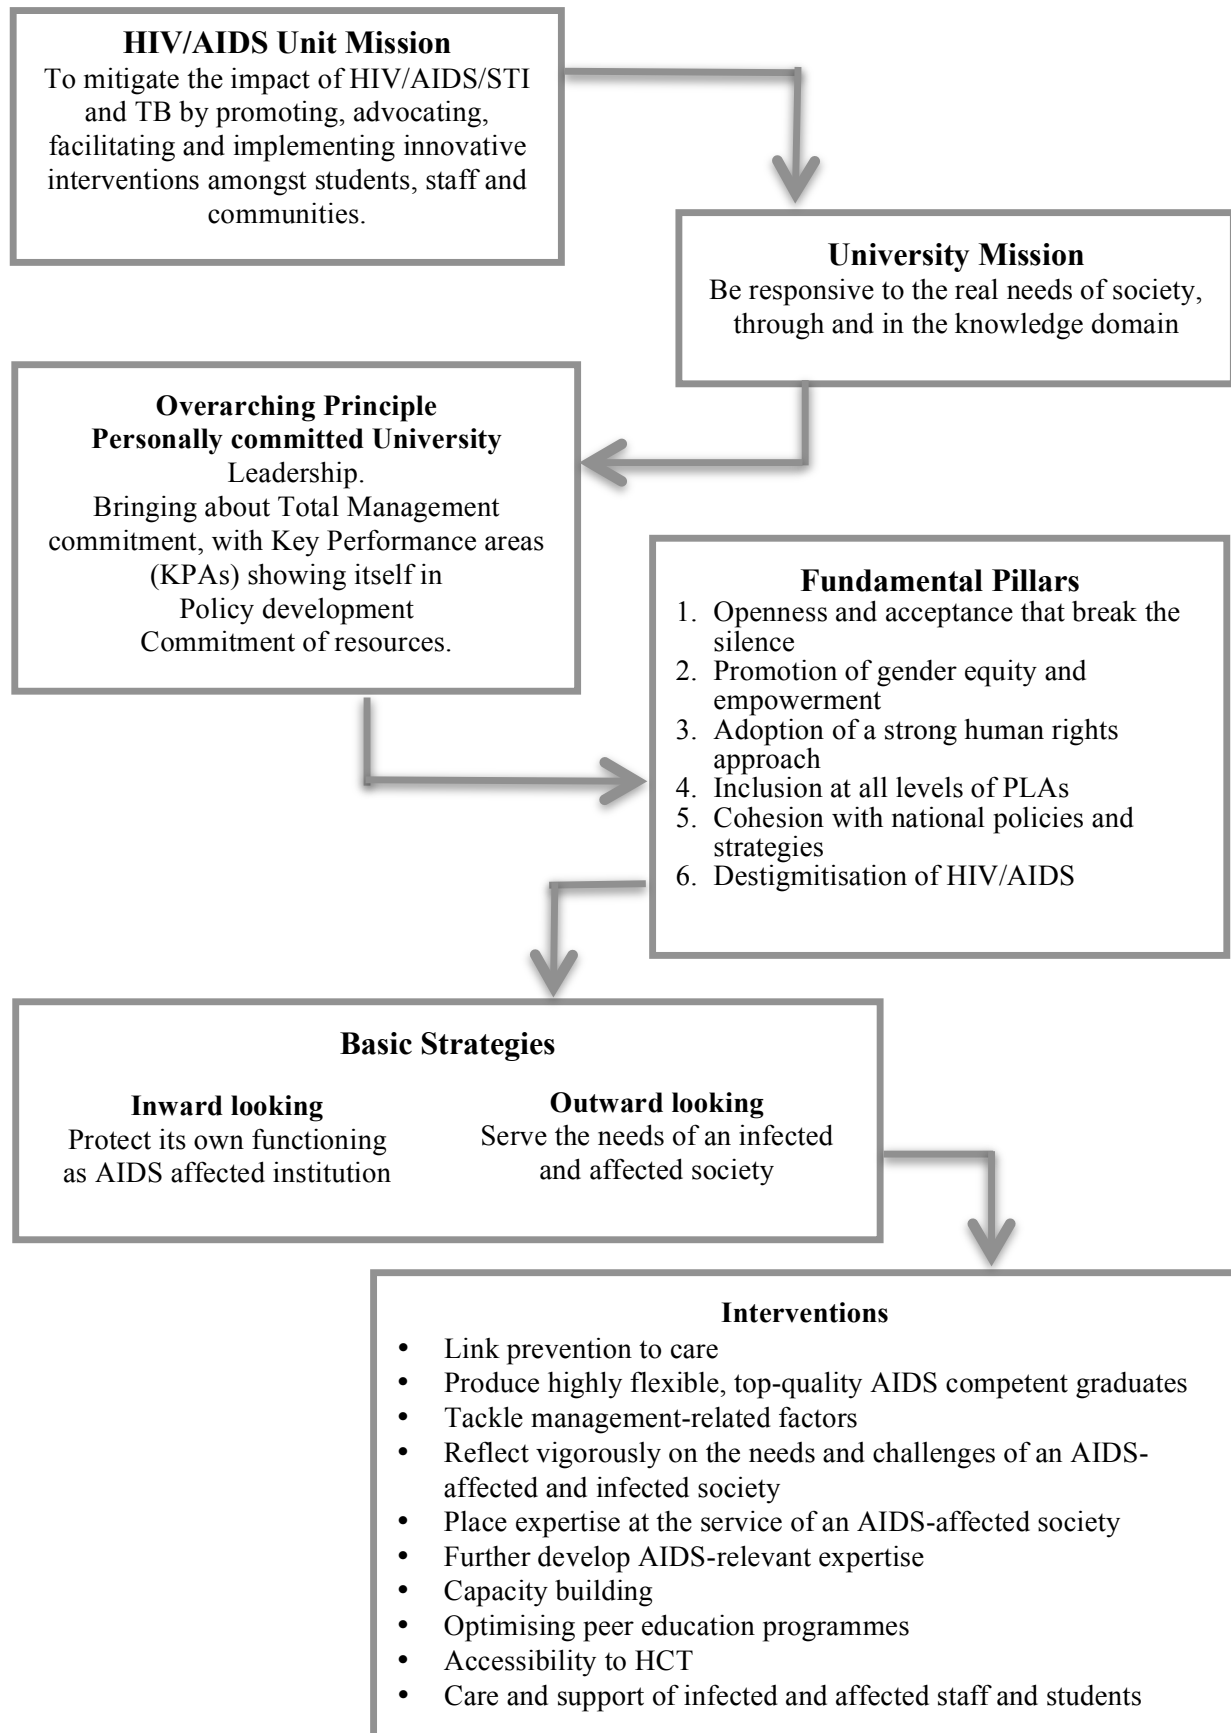 HIV/AIDS Unit Mission
To mitigate the impact of HIV/AIDS/STI
and TB by promoting, advocating,
facilitating and implementing innovative
interventions amongst students, staff and
communities.
University Mission
Be responsive to the real needs of society,
through and in the knowledge domain
Overarching Principle
Personally committed University
Leadership.
Bringing about Total Management
commitment, with Key Performance areas
(KPAs) showing itself in
Policy development
Commitment of resources.
Fundamental Pillars
1. Openness and acceptance that break the
silence
2. Promotion of gender equity and
empowerment
3. Adoption of a strong human rights
approach
4. Inclusion at all levels of PLAs
5. Cohesion with national policies and
strategies
6. Destigmitisation of HIV/AIDS
Basic Strategies
Inward looking
Protect its own functioning
as AIDS affected institution
Outward looking
Serve the needs of an infected
and affected society
Interventions
• Link prevention to care
• Produce highly flexible, top-quality AIDS competent graduates
• Tackle management-related factors
• Reflect vigorously on the needs and challenges of an AIDS-
affected and infected society
• Place expertise at the service of an AIDS-affected society
• Further develop AIDS-relevant expertise
• Capacity building
• Optimising peer education programmes
• Accessibility to HCT
• Care and support of infected and affected staff and students